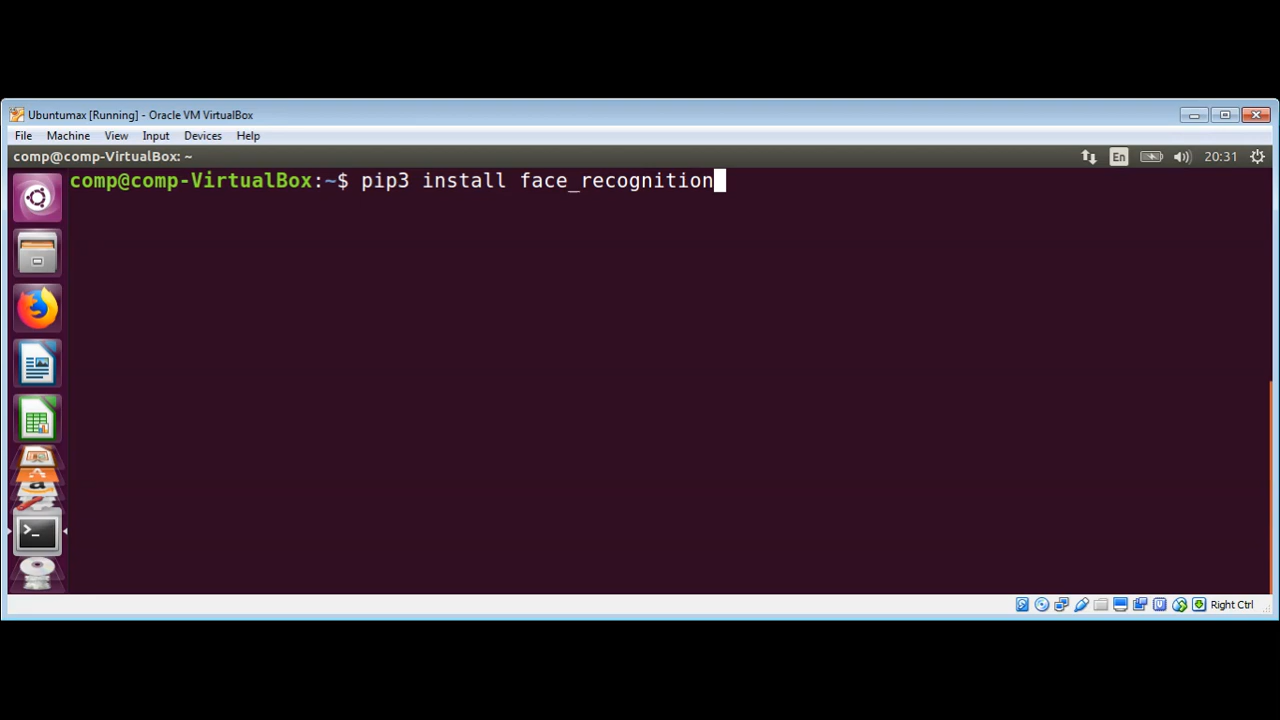 Ubuntumax [Running] - Oracle VM VirtualBox
File Machine View Input Devices Help
comp@comp-VirtualBox: ~ En 20:31
comp@comp-VirtualBox:~$ pip3 install face_recognition
>_
Right Ctrl